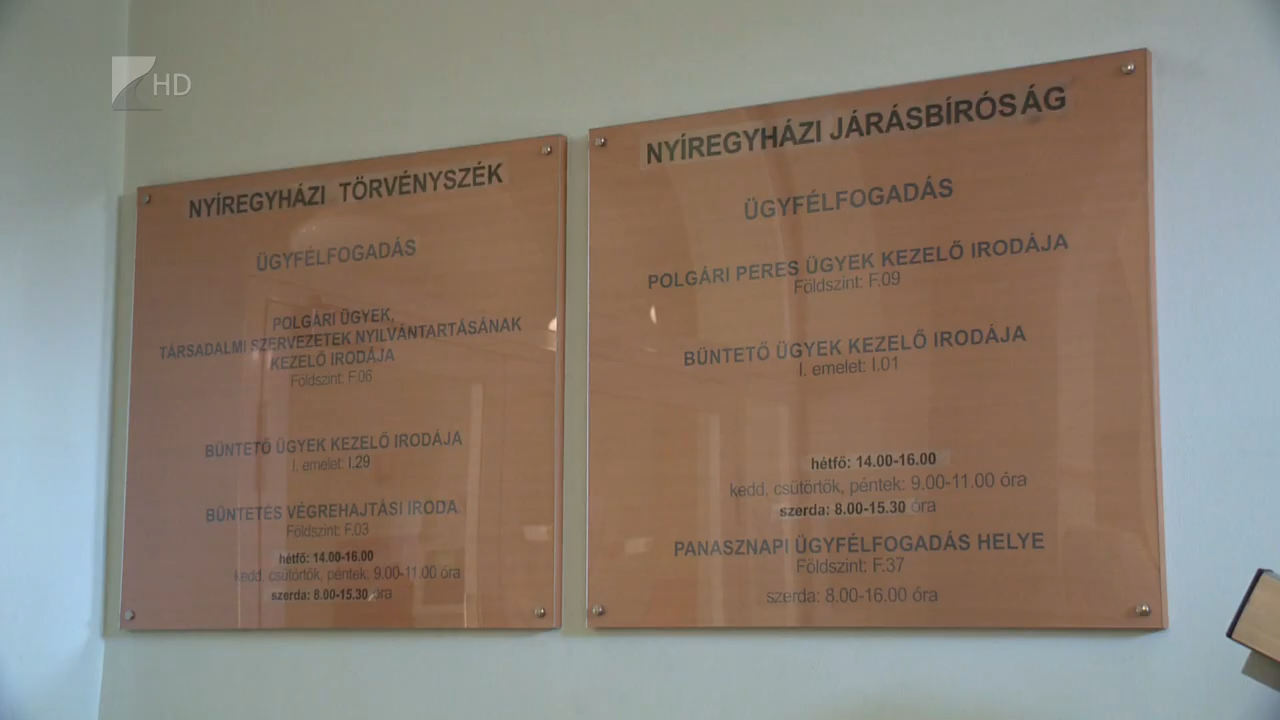 HD
NYÍREGYHÁZI TÖRVÉNYSZÉK
ÜGYFÉLFOGADÁS
POLGÁRI ÜGYEK,
TÁRSADALMI SZERVEZETEK NYILVÁNTARTÁSÁNAK
KEZELŐ IRODÁJA
Földszint: F.06
BÜNTETŐ ÜGYEK KEZELŐ IRODÁJA
I. emelet: I.29
BÜNTETÉS VÉGREHAJTÁSI IRODA
Földszint: F.03
hétfő: 14.00-16.00
kedd, csütörtök, péntek: 9.00-11.00 óra
szerda: 8.00-15.30 óra
NYÍREGYHÁZI JÁRÁSBÍRÓSÁG
ÜGYFÉLFOGADÁS
POLGÁRI PERES ÜGYEK KEZELŐ IRODÁJA
Földszint: F.09
BÜNTETŐ ÜGYEK KEZELŐ IRODÁJA
I. emelet: I.01
hétfő: 14.00-16.00
kedd, csütörtök, péntek: 9.00-11.00 óra
szerda: 8.00-15.30 óra
PANASZNAPI ÜGYFÉLFOGADÁS HELYE
Földszint: F.37
szerda: 8.00-16.00 óra